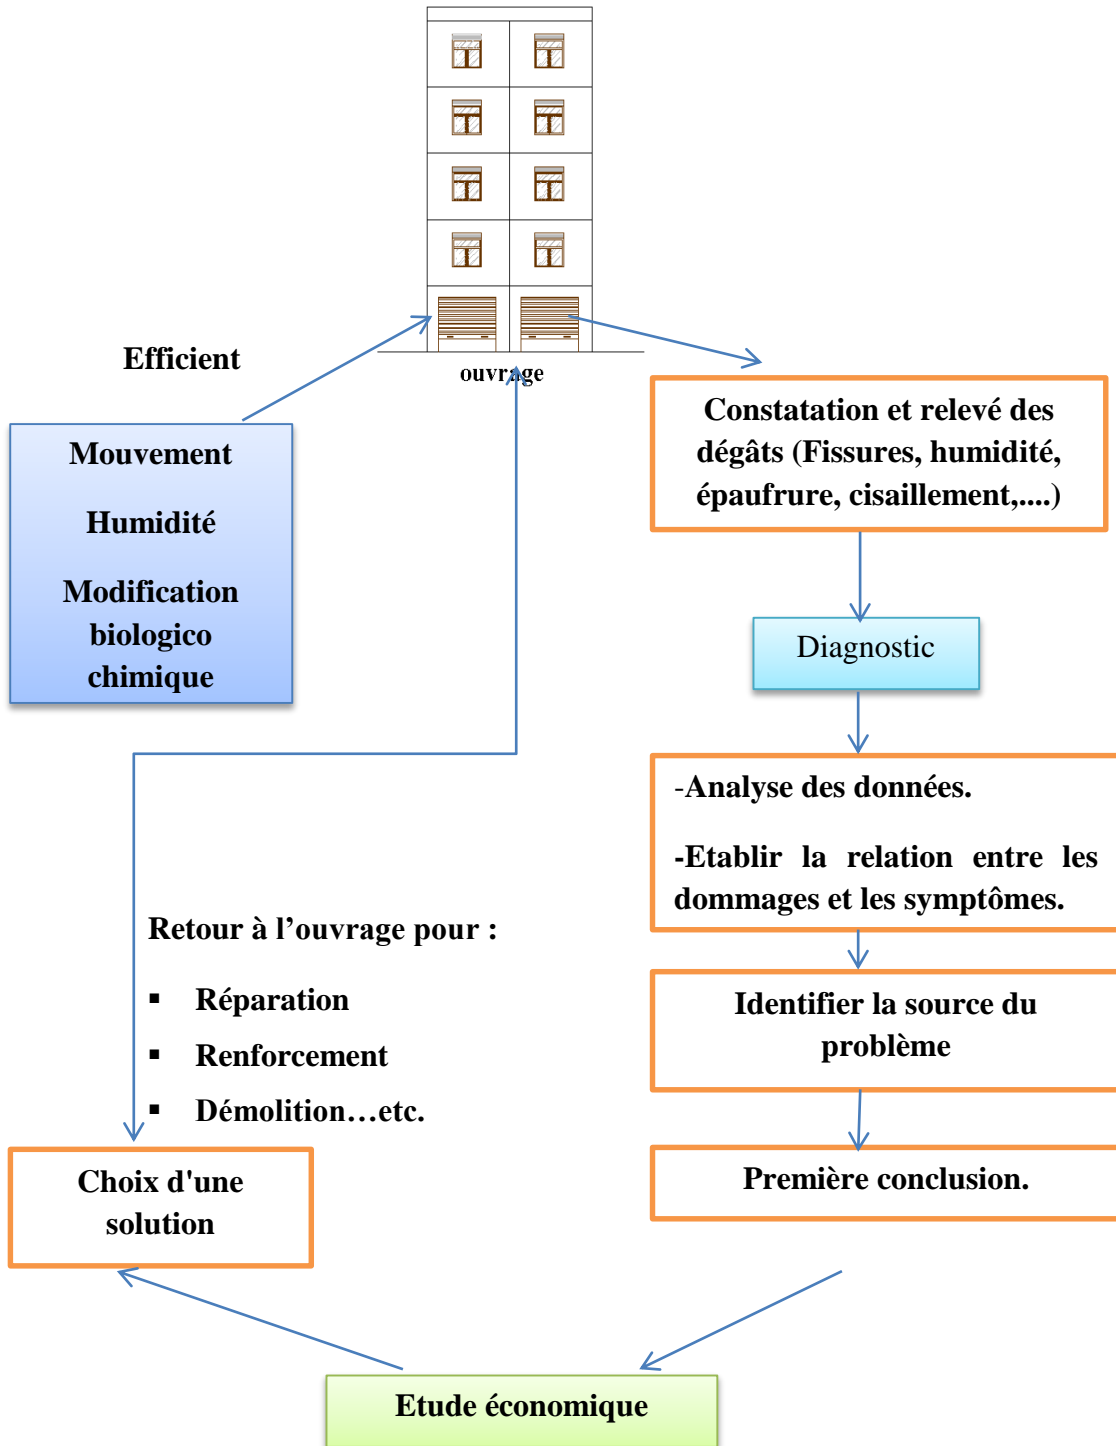 ouvrage
Efficient
Mouvement
Humidité
Modification
biologico
chimique
Constatation et relevé des
dégâts (Fissures, humidité,
épaufrure, cisaillement,....)
Diagnostic
-Analyse des données.
-Etablir la relation entre les
dommages et les symptômes.
Identifier la source du
problème
Première conclusion.
Retour à l’ouvrage pour :
▪ Réparation
▪ Renforcement
▪ Démolition…etc.
Choix d'une
solution
Etude économique